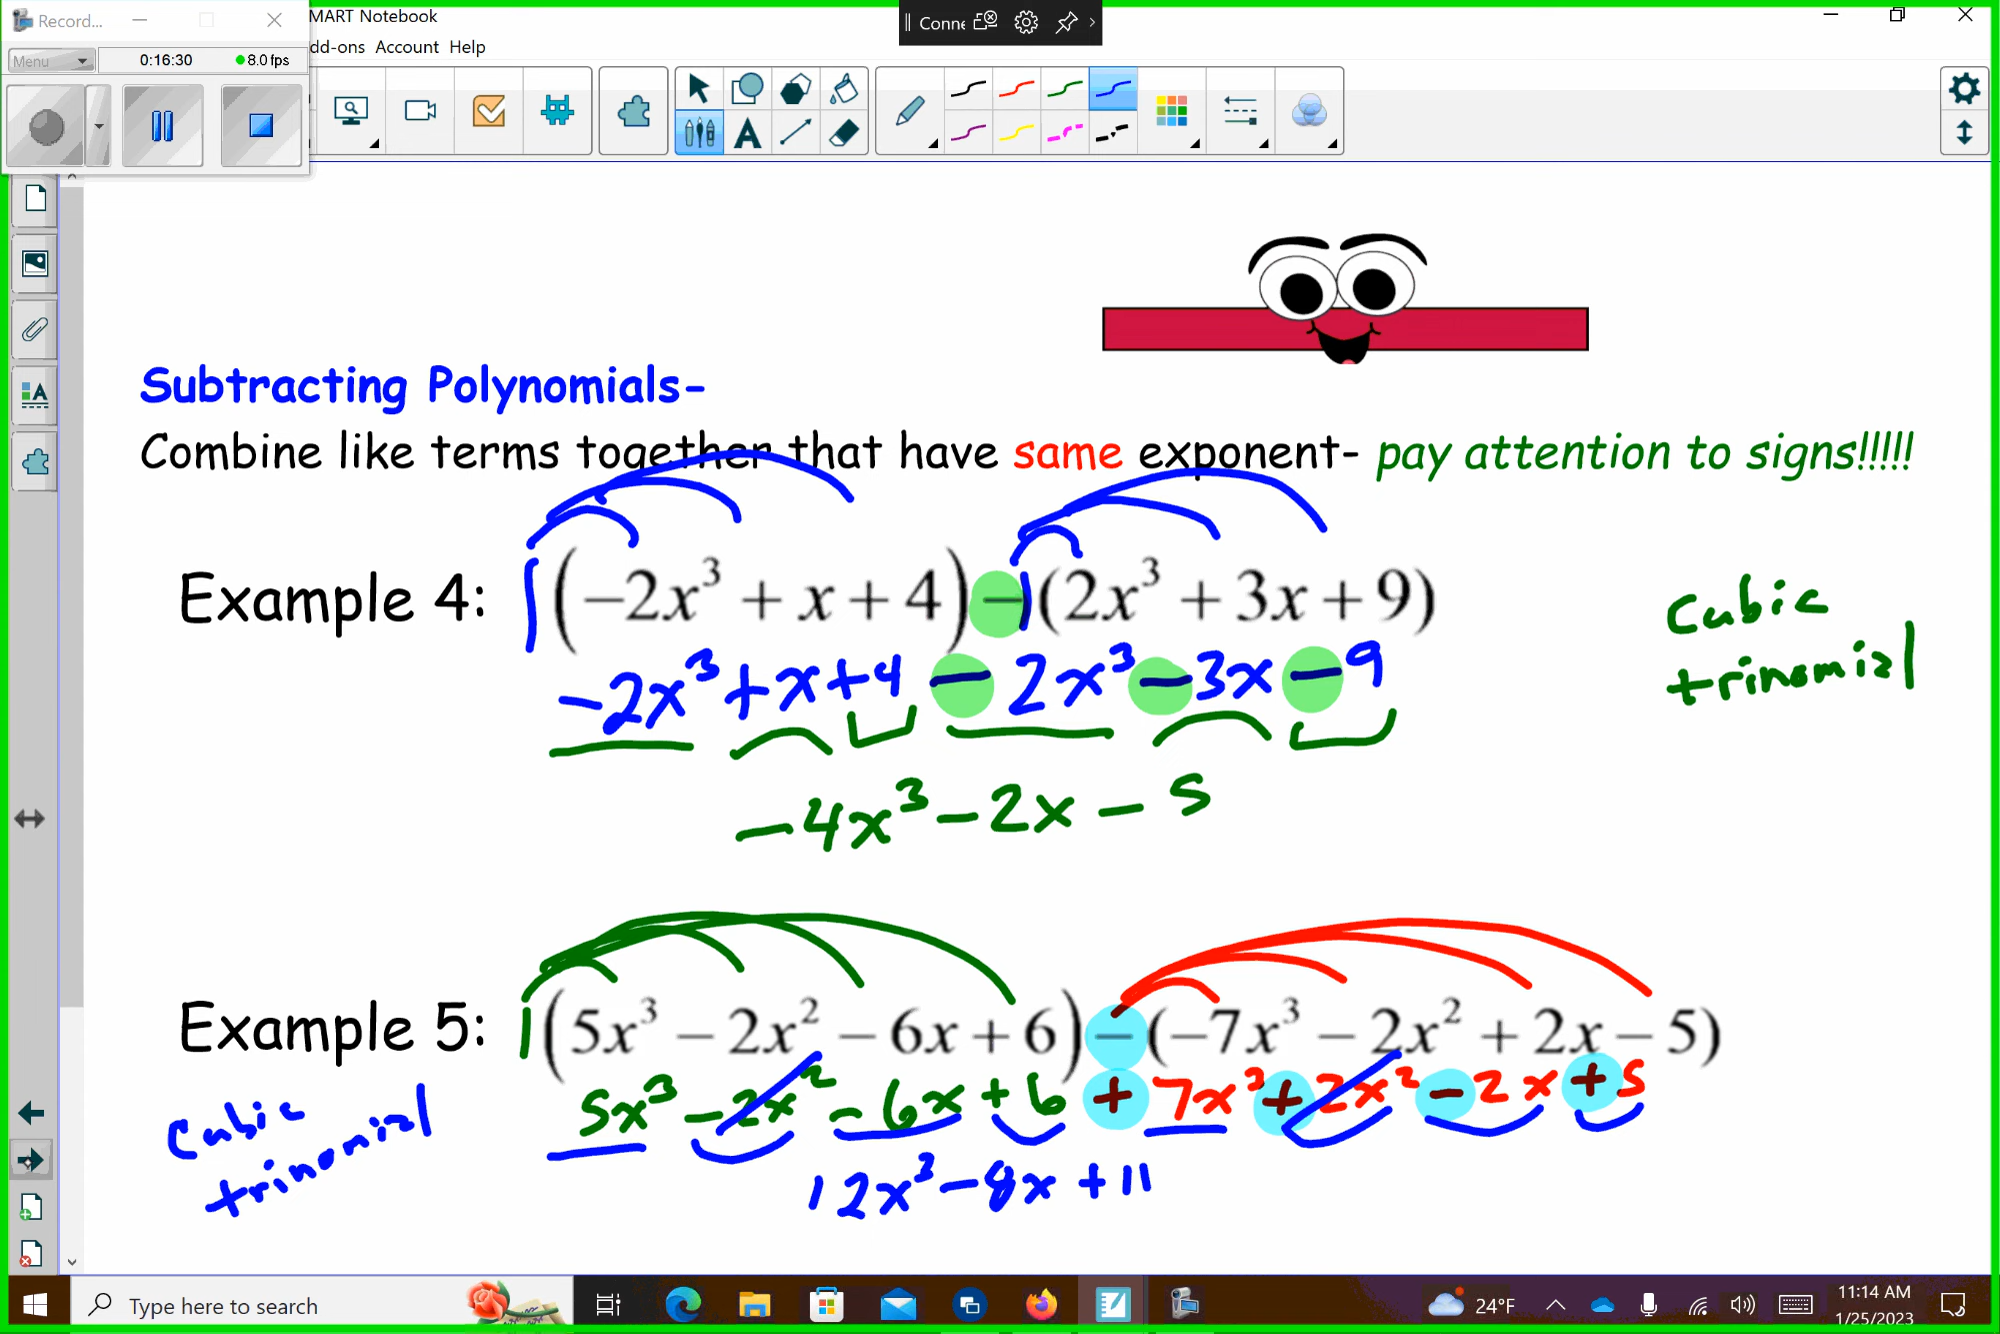 Record...
MART Notebook
Conne
dd-ons Account Help
Menu
0:16:30
8.0 fps
Subtracting Polynomials-
Combine like terms together that have same exponent- pay attention to signs!!!!!
Example 4: 1(-2x³ + x + 4) -1(2x³ + 3x + 9)
-2x³ + x + 4 - 2x³ - 3x - 9
-4x³ - 2x - 5
Cubic
trinomial
Example 5: 1(5x³ - 2x² - 6x + 6) - (-7x³ - 2x² + 2x - 5)
5x³ - 2x² - 6x + 6 + 7x³ + 2x² - 2x + 5
12x³ - 8x + 11
Cubic
trinomial
Type here to search
24°F
11:14 AM
1/25/2023